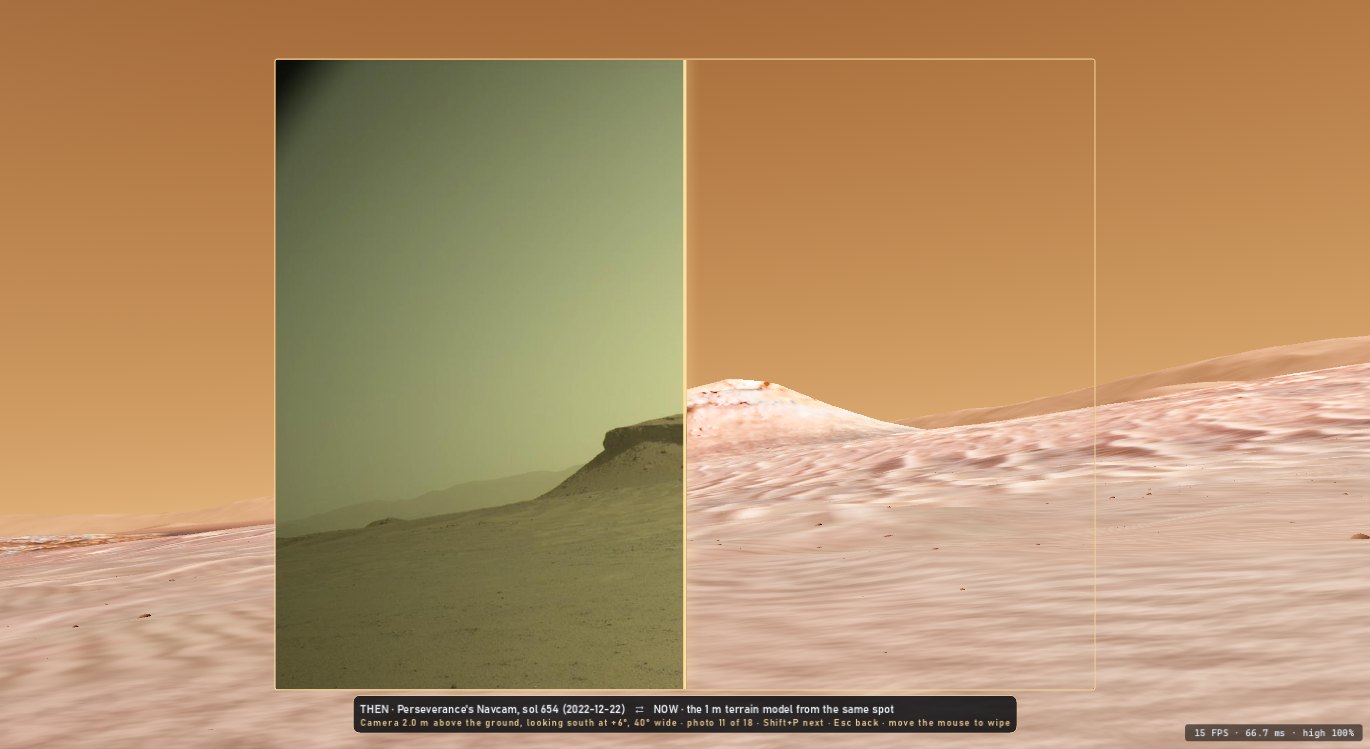 THEN · Perseverance's Navcam, sol 654 (2022-12-22) ⇄ NOW · the 1 m terrain model from the same spot
Camera 2.0 m above the ground, looking south at +6°, 40° wide · photo 11 of 18 · Shift+P next · Esc back · move the mouse to wipe
15 FPS · 66.7 ms · high 100%